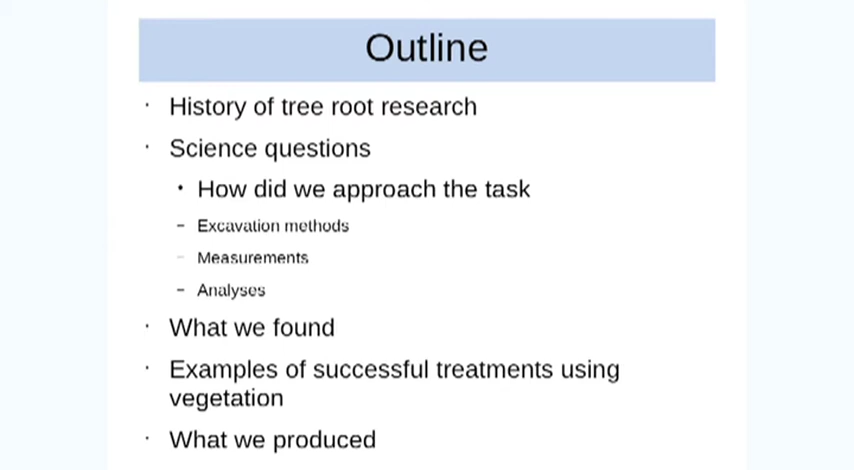 Outline
· History of tree root research
· Science questions
• How did we approach the task
– Excavation methods
– Measurements
– Analyses
· What we found
· Examples of successful treatments using
vegetation
· What we produced